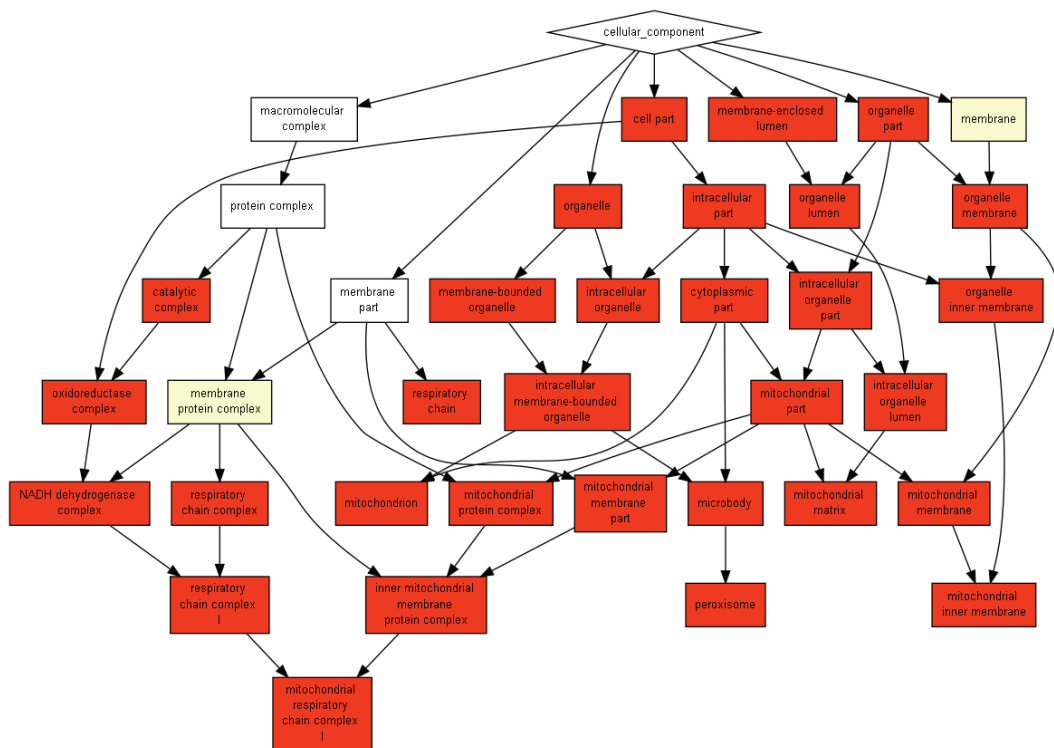 cellular_component
macromolecular
complex
cell part
membrane-enclosed
lumen
organelle
part
membrane
protein complex
organelle
intracellular
part
organelle
lumen
organelle
membrane
catalytic
complex
membrane
part
membrane-bounded
organelle
intracellular
organelle
cytoplasmic
part
intracellular
organelle
part
organelle
inner membrane
oxidoreductase
complex
membrane
protein complex
respiratory
chain
intracellular
membrane-bounded
organelle
mitochondrial
part
intracellular
organelle
lumen
NADH dehydrogenase
complex
respiratory
chain complex
mitochondrion
mitochondrial
protein complex
mitochondrial
membrane
part
microbody
mitochondrial
matrix
mitochondrial
membrane
respiratory
chain complex
I
inner mitochondrial
membrane
protein complex
peroxisome
mitochondrial
inner membrane
mitochondrial
respiratory
chain complex
I